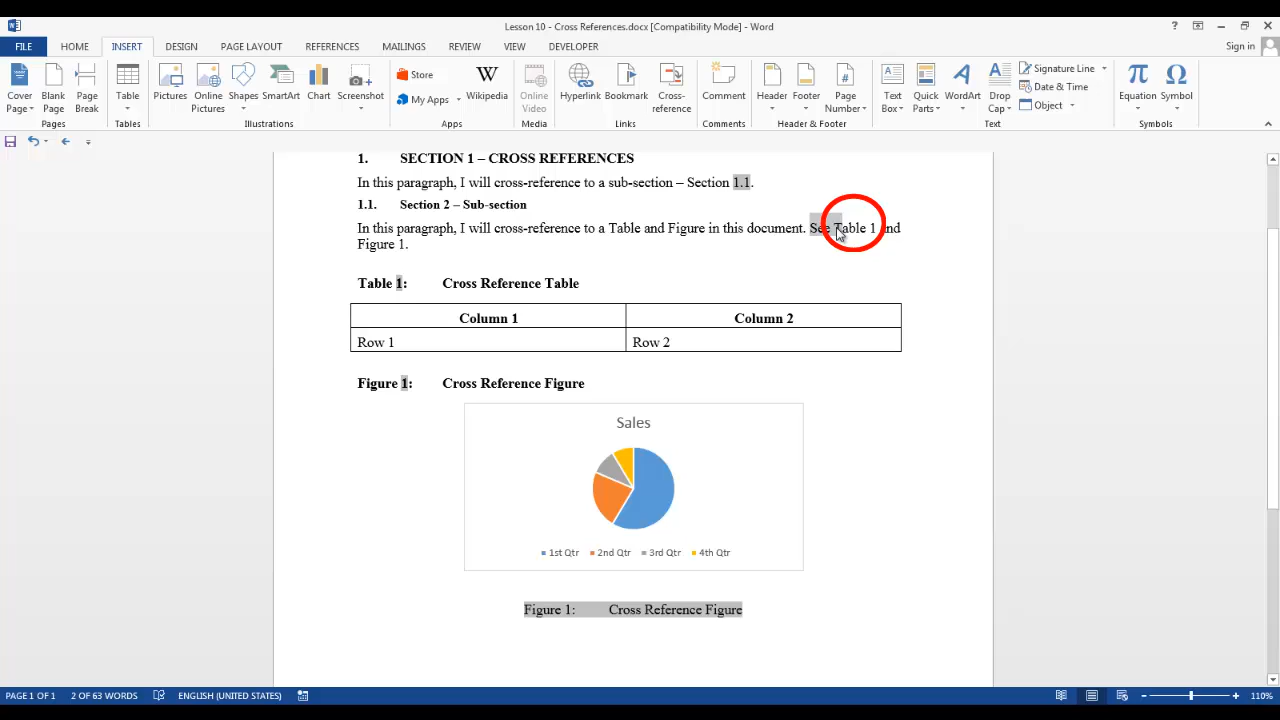 Lesson 10 - Cross References.docx [Compatibility Mode] - Word
?
FILE HOME INSERT DESIGN PAGE LAYOUT REFERENCES MAILINGS REVIEW VIEW DEVELOPER Sign in
Cover Page Blank Page Page Break Table Pictures Online Pictures Shapes SmartArt Chart Screenshot Store My Apps Wikipedia Online Video Hyperlink Bookmark Cross-reference Comment Header Footer Page Number Text Box Quick Parts WordArt Drop Cap Signature Line Date & Time Object Equation Symbol
Pages Tables Illustrations Apps Media Links Comments Header & Footer Text Symbols
1. SECTION 1 – CROSS REFERENCES
In this paragraph, I will cross-reference to a sub-section – Section 1.1.
1.1. Section 2 – Sub-section
In this paragraph, I will cross-reference to a Table and Figure in this document. See Table 1 and
Figure 1.
Table 1: Cross Reference Table
Column 1 Column 2
Row 1 Row 2
Figure 1: Cross Reference Figure
Sales
1st Qtr 2nd Qtr 3rd Qtr 4th Qtr
Figure 1: Cross Reference Figure
PAGE 1 OF 1 2 OF 63 WORDS ENGLISH (UNITED STATES) 110%